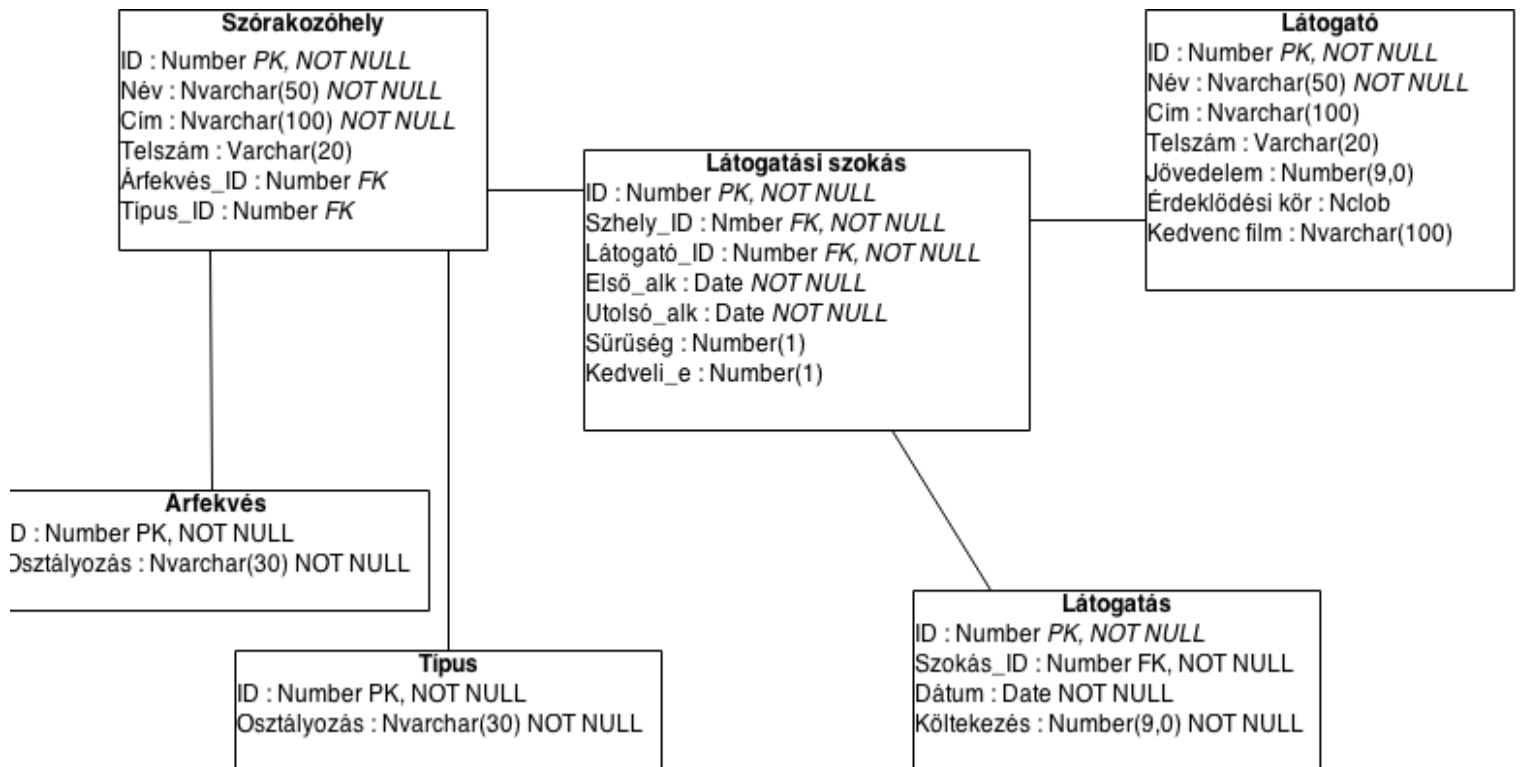 Szórakozóhely
ID : Number PK, NOT NULL
Név : Nvarchar(50) NOT NULL
Cím : Nvarchar(100) NOT NULL
Telszám : Varchar(20)
Árfekvés_ID : Number FK
Típus_ID : Number FK
Látogató
ID : Number PK, NOT NULL
Név : Nvarchar(50) NOT NULL
Cím : Nvarchar(100)
Telszám : Varchar(20)
Jövedelem : Number(9,0)
Érdeklődési kör : Nclob
Kedvenc film : Nvarchar(100)
Látogatási szokás
ID : Number PK, NOT NULL
Szhely_ID : Nmber FK, NOT NULL
Látogató_ID : Number FK, NOT NULL
Első_alk : Date NOT NULL
Utolsó_alk : Date NOT NULL
Sűrűség : Number(1)
Kedveli_e : Number(1)
Árfekvés
D : Number PK, NOT NULL
Osztályozás : Nvarchar(30) NOT NULL
Típus
ID : Number PK, NOT NULL
Osztályozás : Nvarchar(30) NOT NULL
Látogatás
ID : Number PK, NOT NULL
Szokás_ID : Number FK, NOT NULL
Dátum : Date NOT NULL
Költekezés : Number(9,0) NOT NULL